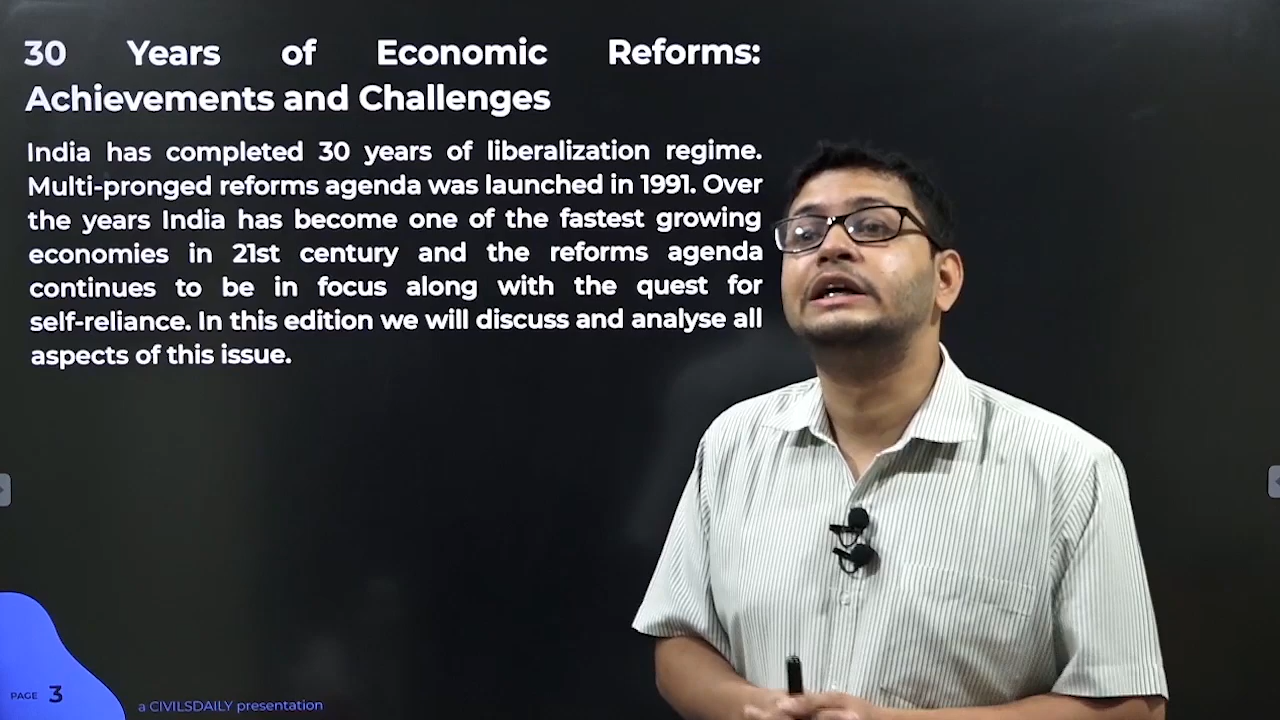 30 Years of Economic Reforms:
Achievements and Challenges
India has completed 30 years of liberalization regime.
Multi-pronged reforms agenda was launched in 1991. Over
the years India has become one of the fastest growing
economies in 21st century and the reforms agenda
continues to be in focus along with the quest for
self-reliance. In this edition we will discuss and analyse all
aspects of this issue.
PAGE 3
a CIVILSDAILY presentation